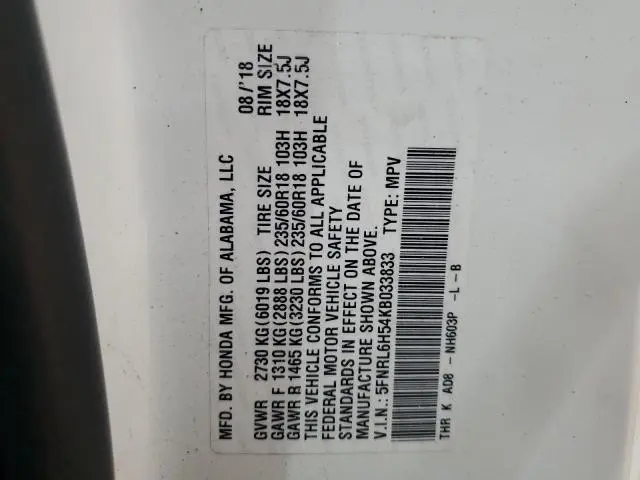 MFD. BY HONDA MFG. OF ALABAMA, LLC 08/'18
GVWR 2730 KG(6019 LBS) TIRE SIZE RIM SIZE
GAWR F 1310 KG(2888 LBS)235/60R18 103H 18X7.5J
GAWR R 1465 KG(3230 LBS)235/60R18 103H 18X7.5J
THIS VEHICLE CONFORMS TO ALL APPLICABLE
FEDERAL MOTOR VEHICLE SAFETY
STANDARDS IN EFFECT ON THE DATE OF
MANUFACTURE SHOWN ABOVE.
V.I.N.: 5FNRL6H54KB033833 TYPE: MPV
THR K AD8 - NH603P -L - B